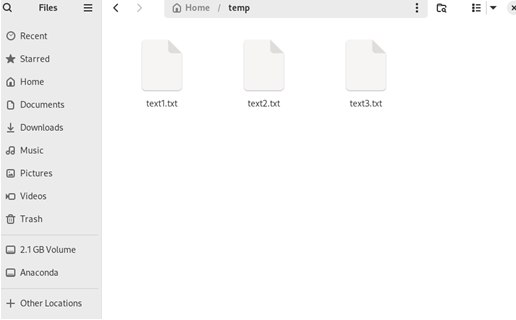 Files
Home / temp
Recent
Starred
Home
Documents
Downloads
Music
Pictures
Videos
Trash
2.1 GB Volume
Anaconda
Other Locations
text1.txt
text2.txt
text3.txt